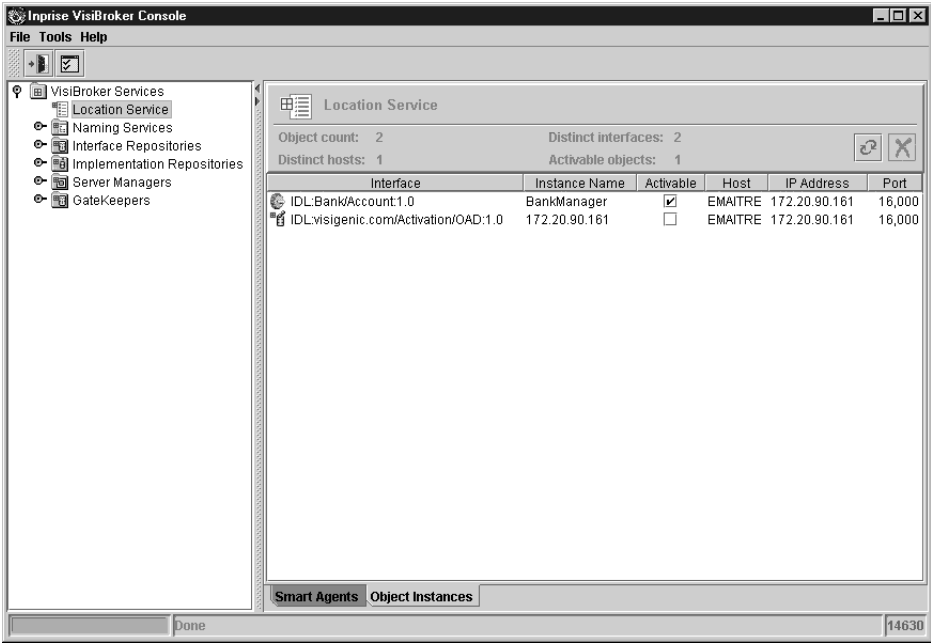 Inprise VisiBroker Console
File Tools Help
VisiBroker Services
Location Service
Naming Services
Interface Repositories
Implementation Repositories
Server Managers
GateKeepers
Location Service
Object count: 2 Distinct interfaces: 2
Distinct hosts: 1 Activable objects: 1
Interface Instance Name Activable Host IP Address Port
IDL:Bank/Account:1.0 BankManager EMAITRE 172.20.90.161 16,000
IDL:visigenic.com/Activation/OAD:1.0 172.20.90.161 EMAITRE 172.20.90.161 16,000
Smart Agents Object Instances
Done 14630